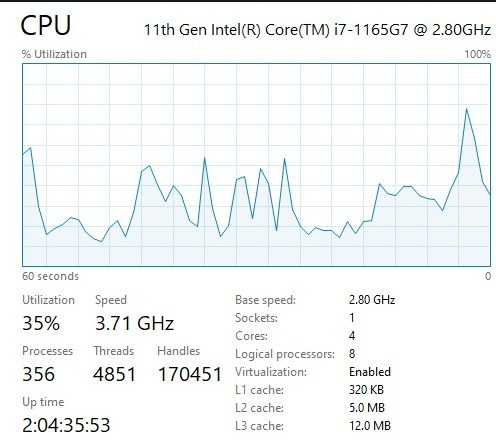 CPU 11th Gen Intel(R) Core(TM) i7-1165G7 @ 2.80GHz
% Utilization 100%
60 seconds 0
Utilization Speed
35% 3.71 GHz
Processes Threads Handles
356 4851 170451
Up time
2:04:35:53
Base speed: 2.80 GHz
Sockets: 1
Cores: 4
Logical processors: 8
Virtualization: Enabled
L1 cache: 320 KB
L2 cache: 5.0 MB
L3 cache: 12.0 MB